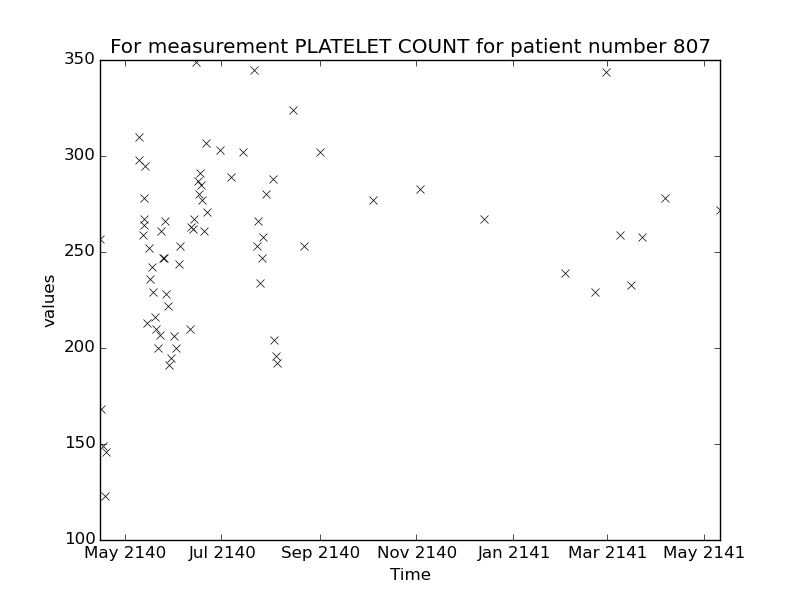 For measurement PLATELET COUNT for patient number 807
350
300
250
200
150
100
values
May 2140 Jul 2140 Sep 2140 Nov 2140 Jan 2141 Mar 2141 May 2141
Time